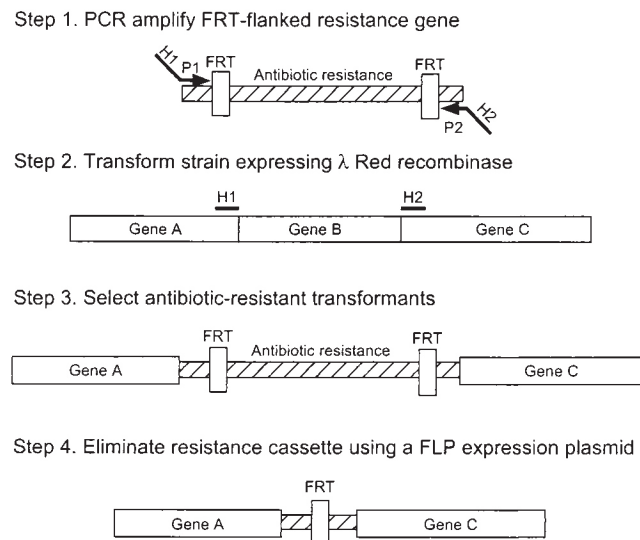 Step 1. PCR amplify FRT-flanked resistance gene
H1
P1
FRT
Antibiotic resistance
FRT
P2
H2
Step 2. Transform strain expressing λ Red recombinase
H1
H2
Gene A
Gene B
Gene C
Step 3. Select antibiotic-resistant transformants
FRT
Antibiotic resistance
FRT
Gene A
Gene C
Step 4. Eliminate resistance cassette using a FLP expression plasmid
FRT
Gene A
Gene C